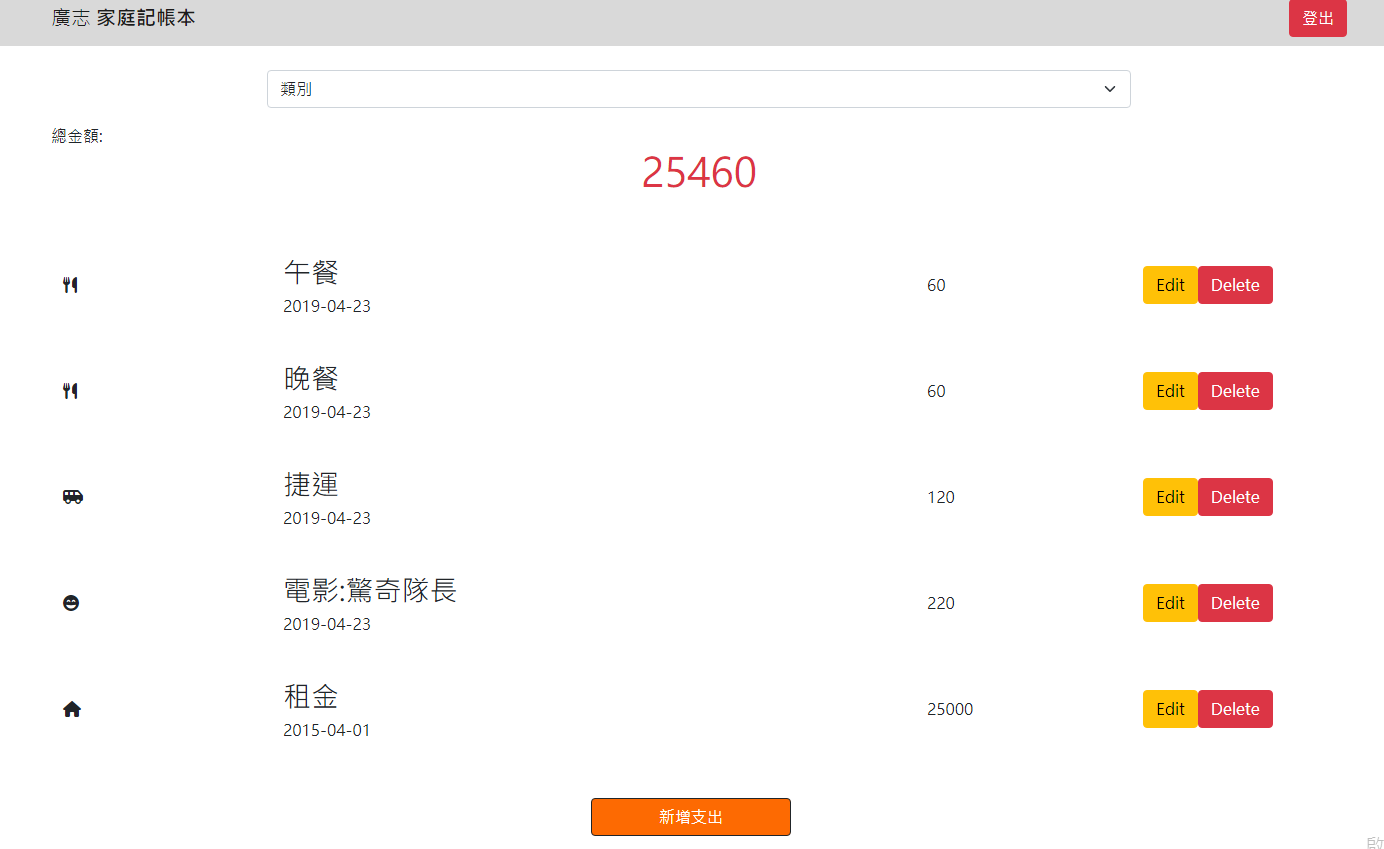 廣志 家庭記帳本
登出
類別
總金額:
25460
午餐
2019-04-23
60
Edit Delete
晚餐
2019-04-23
60
Edit Delete
捷運
2019-04-23
120
Edit Delete
電影:驚奇隊長
2019-04-23
220
Edit Delete
租金
2015-04-01
25000
Edit Delete
新增支出